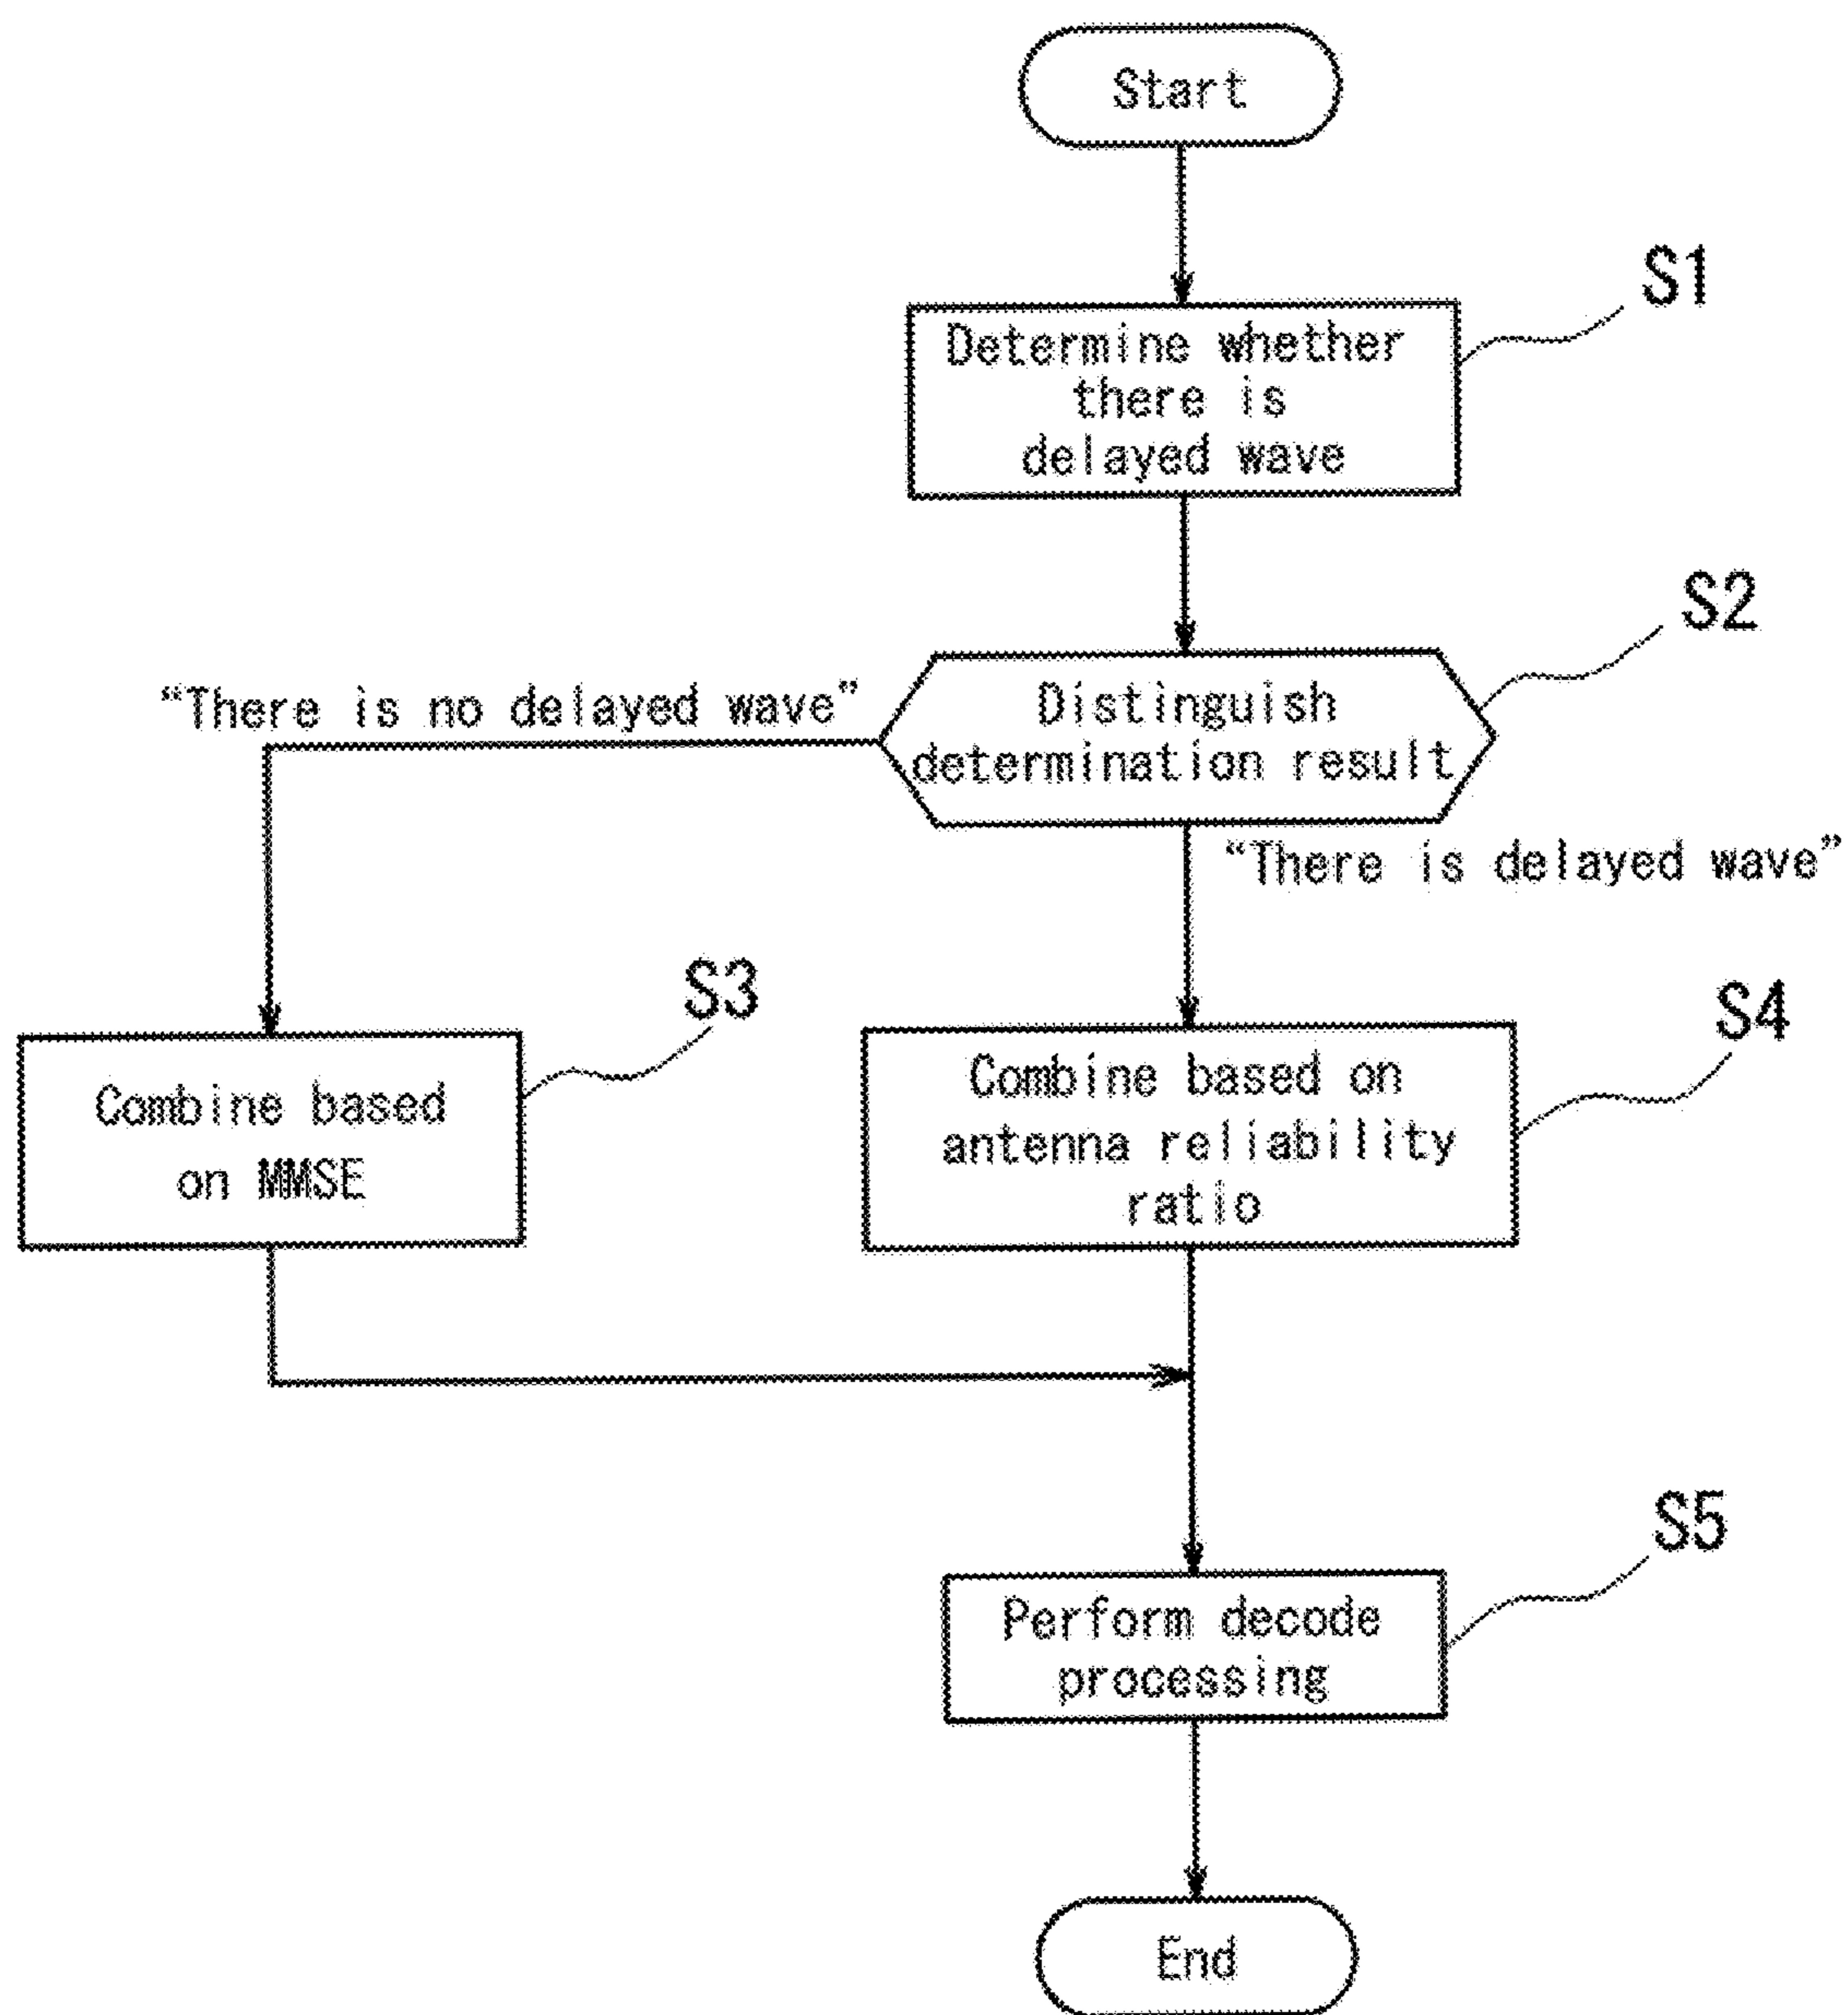 Start
S1
Determine whether
there is
delayed wave
S2
“There is no delayed wave”
Distinguish
determination result
“There is delayed wave”
S3
S4
Combine based
on MMSE
Combine based on
antenna reliability
ratio
S5
Perform decode
processing
End